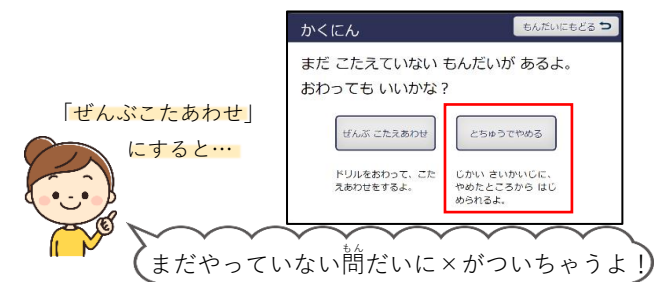 かくにん
もんだいにもどる
まだ こたえていない もんだいが あるよ。
おわっても いいかな？
ぜんぶ こたえあわせ
とちゅうでやめる
ドリルをおわって、こた
えあわせをするよ。
じかい さいかいじに、
やめたところから はじ
められるよ。
「ぜんぶこたあわせ」
にすると…
まだやっていない問だいに×がついちゃうよ！
もん